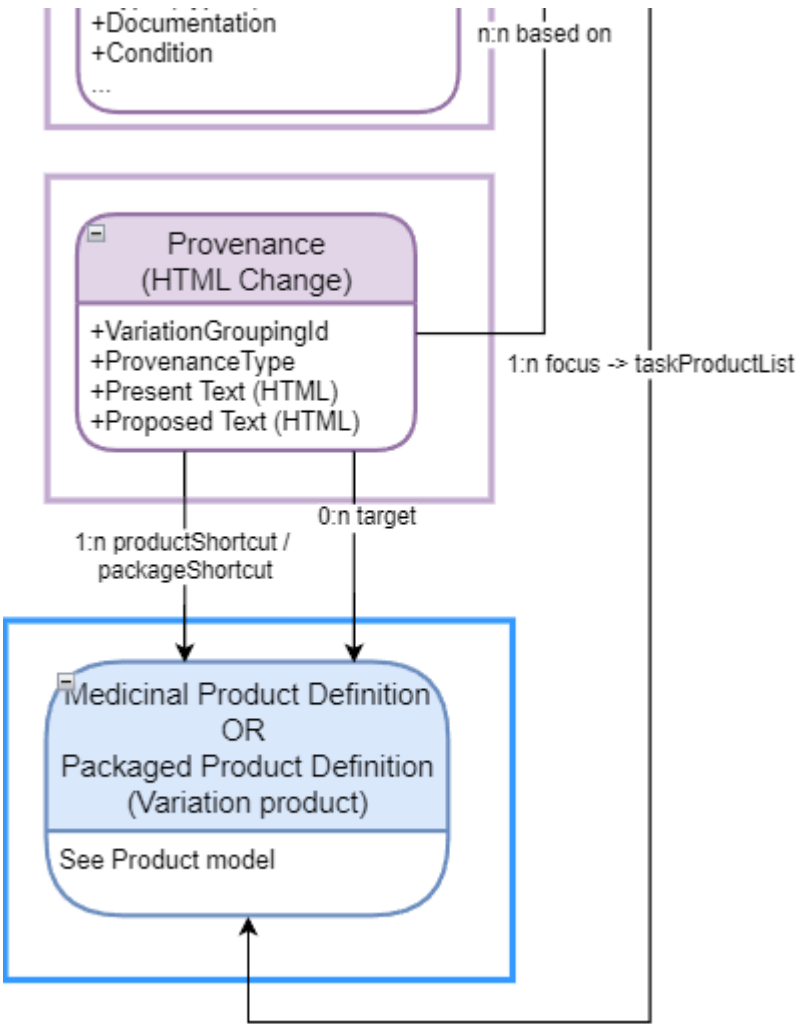 +Documentation
+Condition
...
n:n based on
Provenance
(HTML Change)
+VariationGroupingId
+ProvenanceType
+Present Text (HTML)
+Proposed Text (HTML)
1:n focus -> taskProductList
0:n target
1:n productShortcut /
packageShortcut
Medicinal Product Definition
OR
Packaged Product Definition
(Variation product)
See Product model